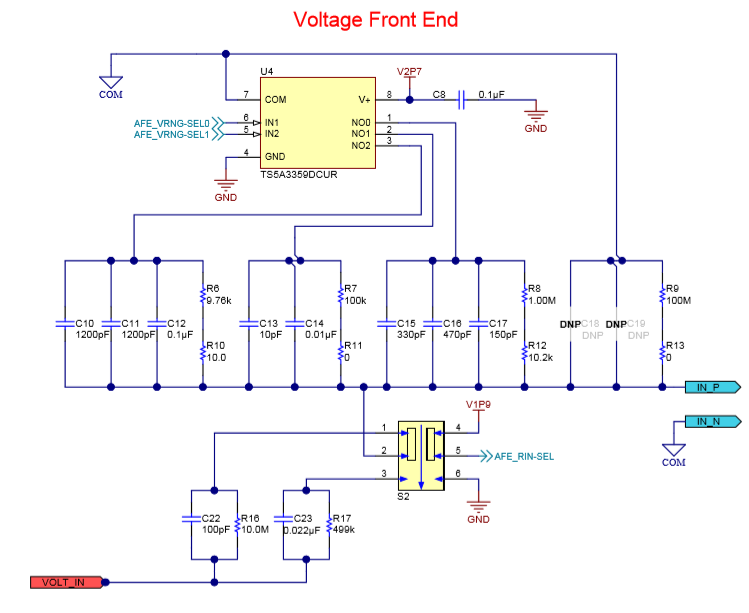 Voltage Front End
COM
U4
V2P7
7 COM V+ 8
C8 0.1µF
GND
AFE_VRNG-SEL0 6 IN1 NO0 1
AFE_VRNG-SEL1 5 IN2 NO1 2
NO2 3
4 GND
TS5A3359DCUR
GND
R6
9.76k
R7
100k
R8
1.00M
R9
100M
C10
1200pF
C11
1200pF
C12
0.1µF
C13
10pF
C14
0.01µF
C15
330pF
C16
470pF
C17
150pF
DNP C18
DNP
DNP C19
DNP
R10
10.0
R11
0
R12
10.2k
R13
0
IN_P
V1P9
IN_N
COM
1 4
2 5 AFE_RIN-SEL
3 6
S2
GND
C22
100pF
R16
10.0M
C23
0.022µF
R17
499k
VOLT_IN